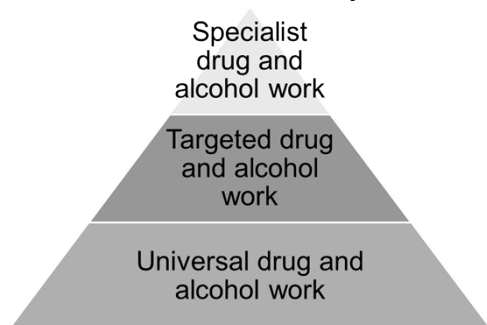 Specialist
drug and
alcohol work
Targeted drug
and alcohol
work
Universal drug and
alcohol work